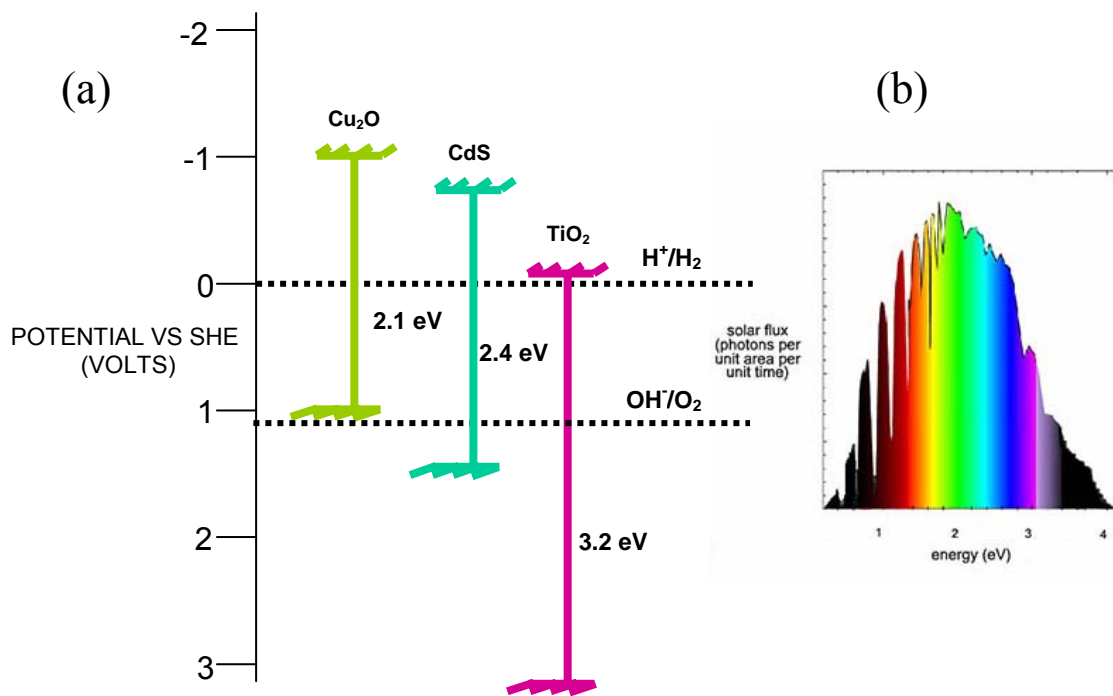 (a)
-2
-1
0
1
2
3
POTENTIAL VS SHE
(VOLTS)
Cu₂O
CdS
TiO₂
H⁺/H₂
2.1 eV
2.4 eV
OH⁻/O₂
3.2 eV
(b)
solar flux
(photons per
unit area per
unit time)
1 2 3 4
energy (eV)